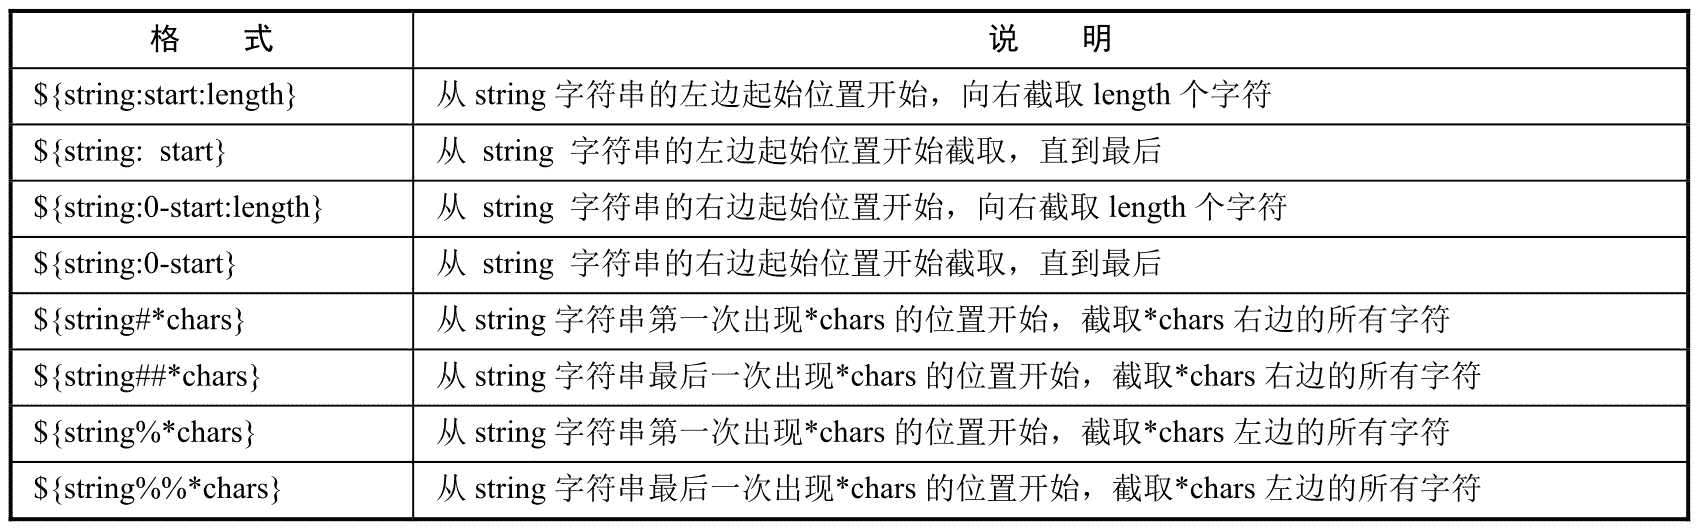 格 式 说 明
${string:start:length} 从 string 字符串的左边起始位置开始，向右截取 length 个字符
${string: start} 从 string 字符串的左边起始位置开始截取，直到最后
${string:0-start:length} 从 string 字符串的右边起始位置开始，向右截取 length 个字符
${string:0-start} 从 string 字符串的右边起始位置开始截取，直到最后
${string#*chars} 从 string 字符串第一次出现*chars 的位置开始，截取*chars 右边的所有字符
${string##*chars} 从 string 字符串最后一次出现*chars 的位置开始，截取*chars 右边的所有字符
${string%*chars} 从 string 字符串第一次出现*chars 的位置开始，截取*chars 左边的所有字符
${string%%*chars} 从 string 字符串最后一次出现*chars 的位置开始，截取*chars 左边的所有字符